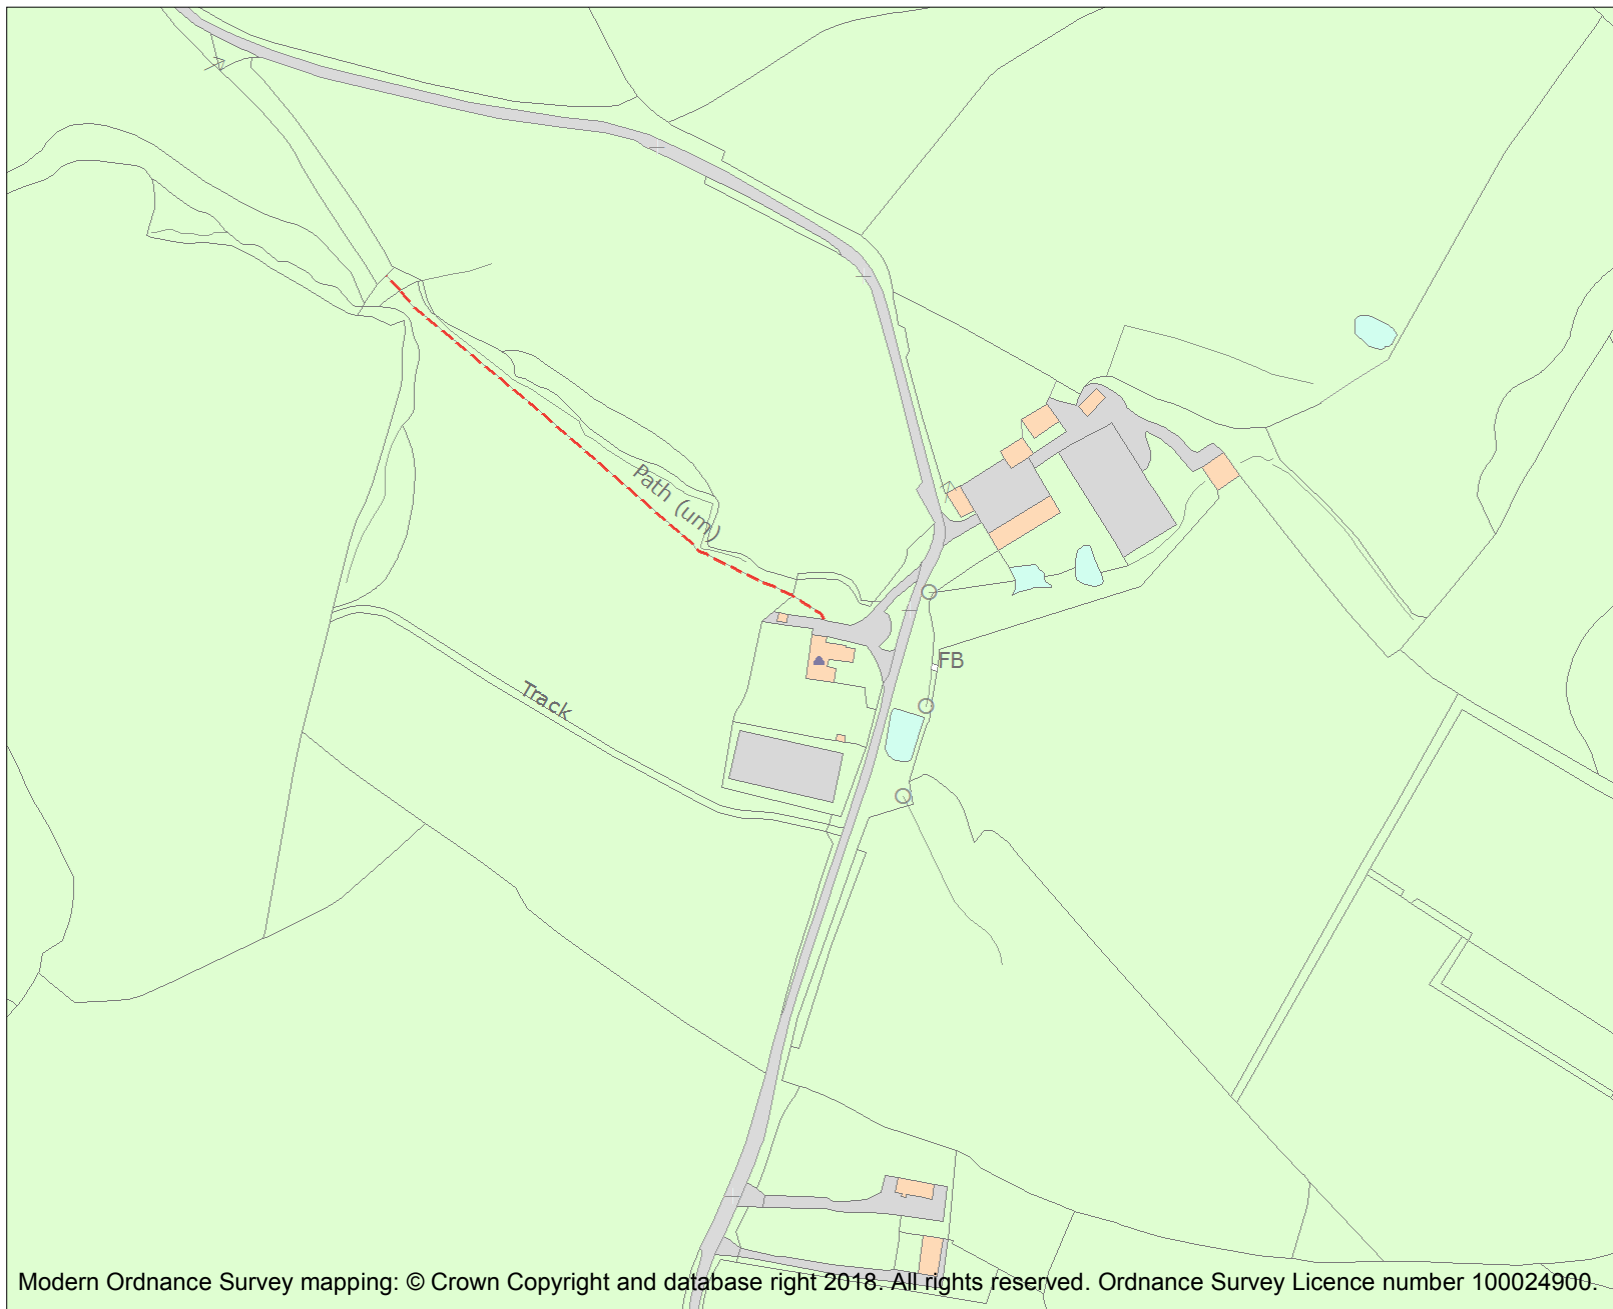 Path (um)
FB
Track
Modern Ordnance Survey mapping: © Crown Copyright and database right 2018. All rights reserved. Ordnance Survey Licence number 100024900.